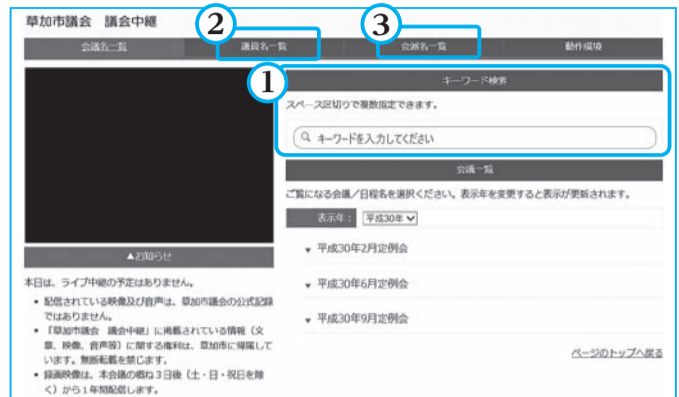 草加市議会 議会中継
会議名一覧
2
議員名一覧
3
会派名一覧
動作環境
1
キーワード検索
スペース区切りで複数指定できます。
キーワードを入力してください
会議一覧
ご覧になる会議／日程名を選択ください。表示年を変更すると表示が更新されます。
表示年： 平成30年
平成30年2月定例会
平成30年6月定例会
平成30年9月定例会
ページのトップへ戻る
▲お知らせ
本日は、ライブ中継の予定はありません。
• 配信されている映像及び音声は、草加市議会の公式記録
ではありません。
• 「草加市議会 議会中継」に掲載されている情報（文
章、映像、音声等）に関する権利は、草加市に帰属して
います。無断転載を禁じます。
• 録画映像は、本会議の概ね３日後（土・日・祝日を除
く）から１年間配信します。